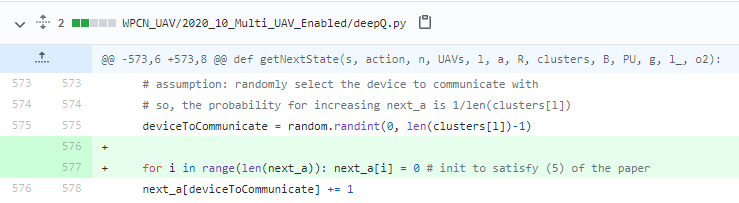 2 WPCN_UAV/2020_10_Multi_UAV_Enabled/deepQ.py
@@ -573,6 +573,8 @@ def getNextState(s, action, n, UAVs, l, a, R, clusters, B, PU, g, l_, o2):
573 573 # assumption: randomly select the device to communicate with
574 574 # so, the probability for increasing next_a is 1/len(clusters[l])
575 575 deviceToCommunicate = random.randint(0, len(clusters[l])-1)
576 +
577 + for i in range(len(next_a)): next_a[i] = 0 # init to satisfy (5) of the paper
576 578 next_a[deviceToCommunicate] += 1